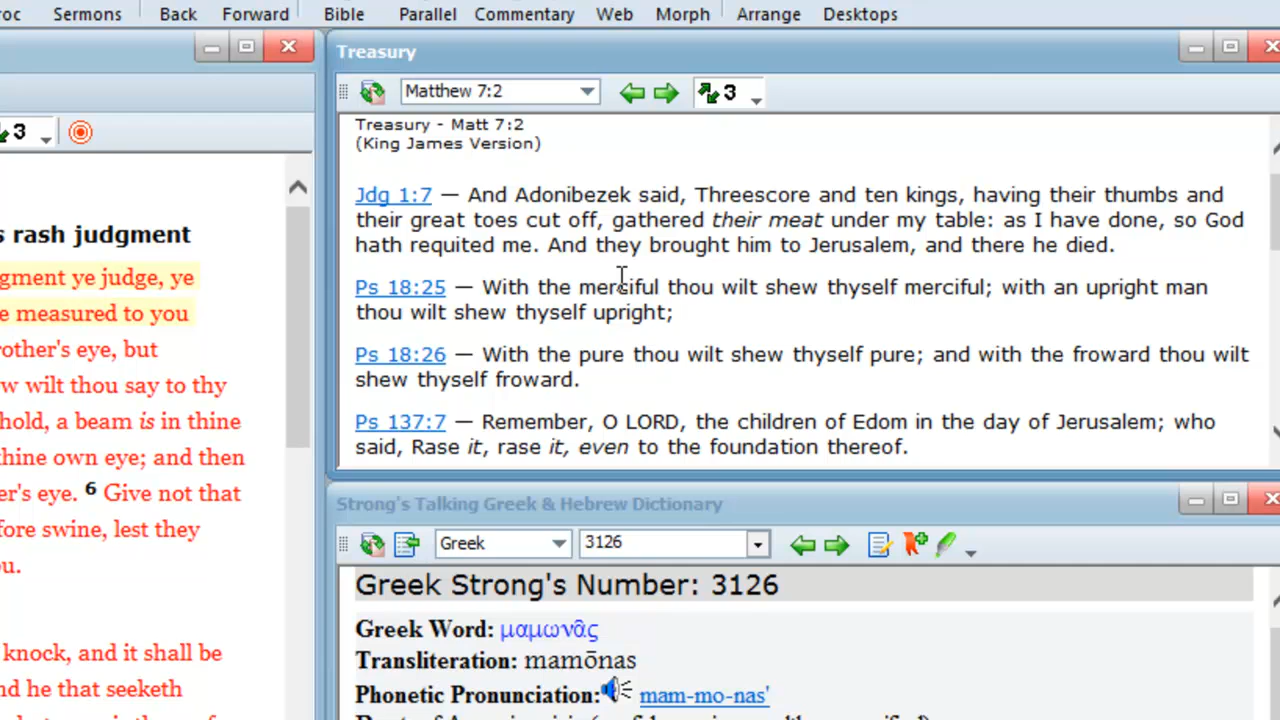 roc Sermons Back Forward Bible Parallel Commentary Web Morph Arrange Desktops
3
s rash judgment
gment ye judge, ye
e measured to you
rother's eye, but
w wilt thou say to thy
hold, a beam is in thine
thine own eye; and then
er's eye. 6 Give not that
fore swine, lest they
ou.
knock, and it shall be
nd he that seeketh
Treasury
Matthew 7:2 3
Treasury - Matt 7:2
(King James Version)
Jdg 1:7 — And Adonibezek said, Threescore and ten kings, having their thumbs and
their great toes cut off, gathered their meat under my table: as I have done, so God
hath requited me. And they brought him to Jerusalem, and there he died.
Ps 18:25 — With the merciful thou wilt shew thyself merciful; with an upright man
thou wilt shew thyself upright;
Ps 18:26 — With the pure thou wilt shew thyself pure; and with the froward thou wilt
shew thyself froward.
Ps 137:7 — Remember, O LORD, the children of Edom in the day of Jerusalem; who
said, Rase it, rase it, even to the foundation thereof.
Strong's Talking Greek & Hebrew Dictionary
Greek 3126
Greek Strong's Number: 3126
Greek Word: μαμωνᾶς
Transliteration: mamōnas
Phonetic Pronunciation: mam-mo-nas'